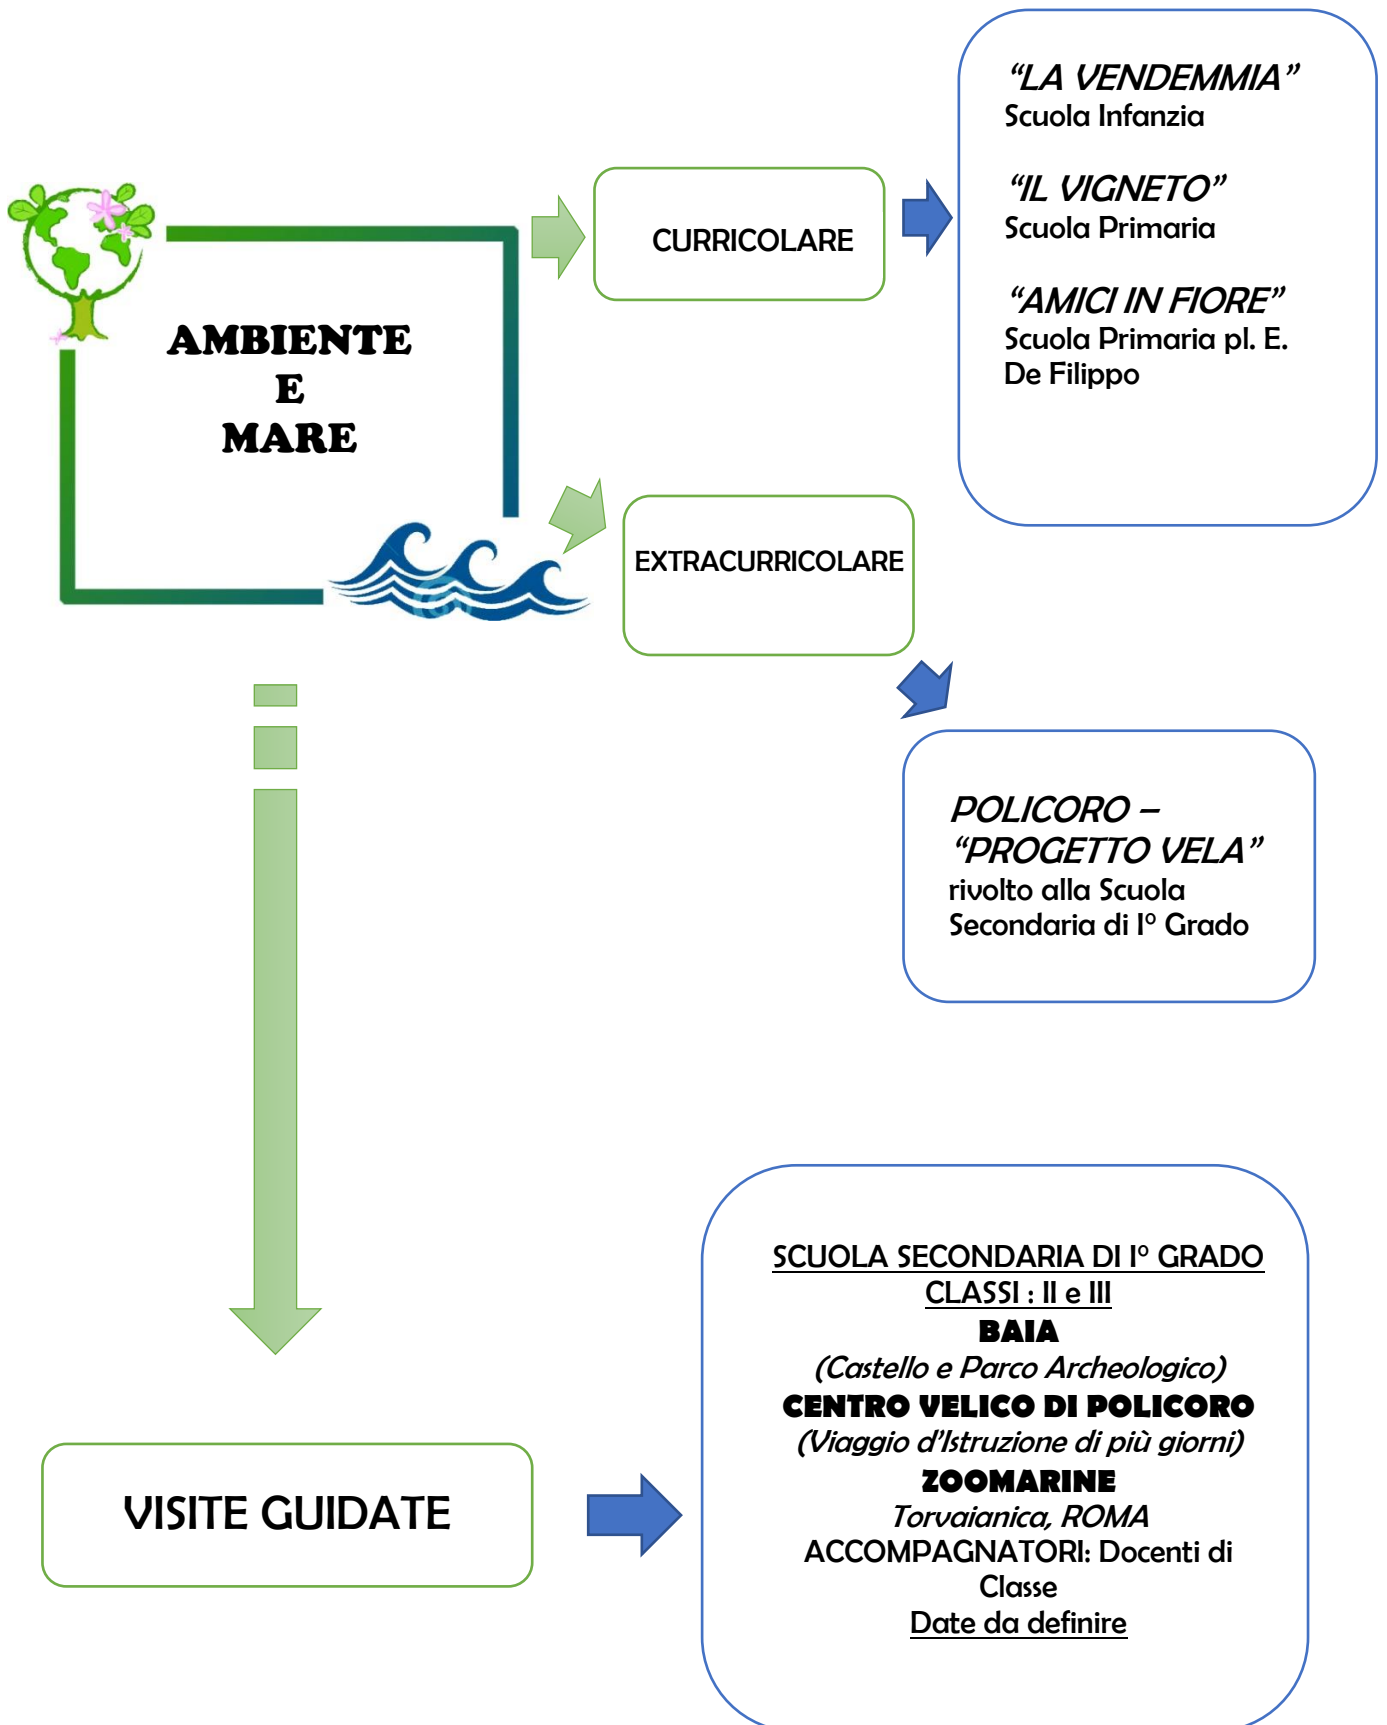 AMBIENTE
E
MARE
CURRICOLARE
“LA VENDEMMIA”
Scuola Infanzia
“IL VIGNETO”
Scuola Primaria
“AMICI IN FIORE”
Scuola Primaria pl. E.
De Filippo
EXTRACURRICOLARE
POLICORO –
“PROGETTO VELA”
rivolto alla Scuola
Secondaria di I° Grado
VISITE GUIDATE
SCUOLA SECONDARIA DI I° GRADO
CLASSI : II e III
BAIA
(Castello e Parco Archeologico)
CENTRO VELICO DI POLICORO
(Viaggio d'Istruzione di più giorni)
ZOOMARINE
Torvaianica, ROMA
ACCOMPAGNATORI: Docenti di
Classe
Date da definire